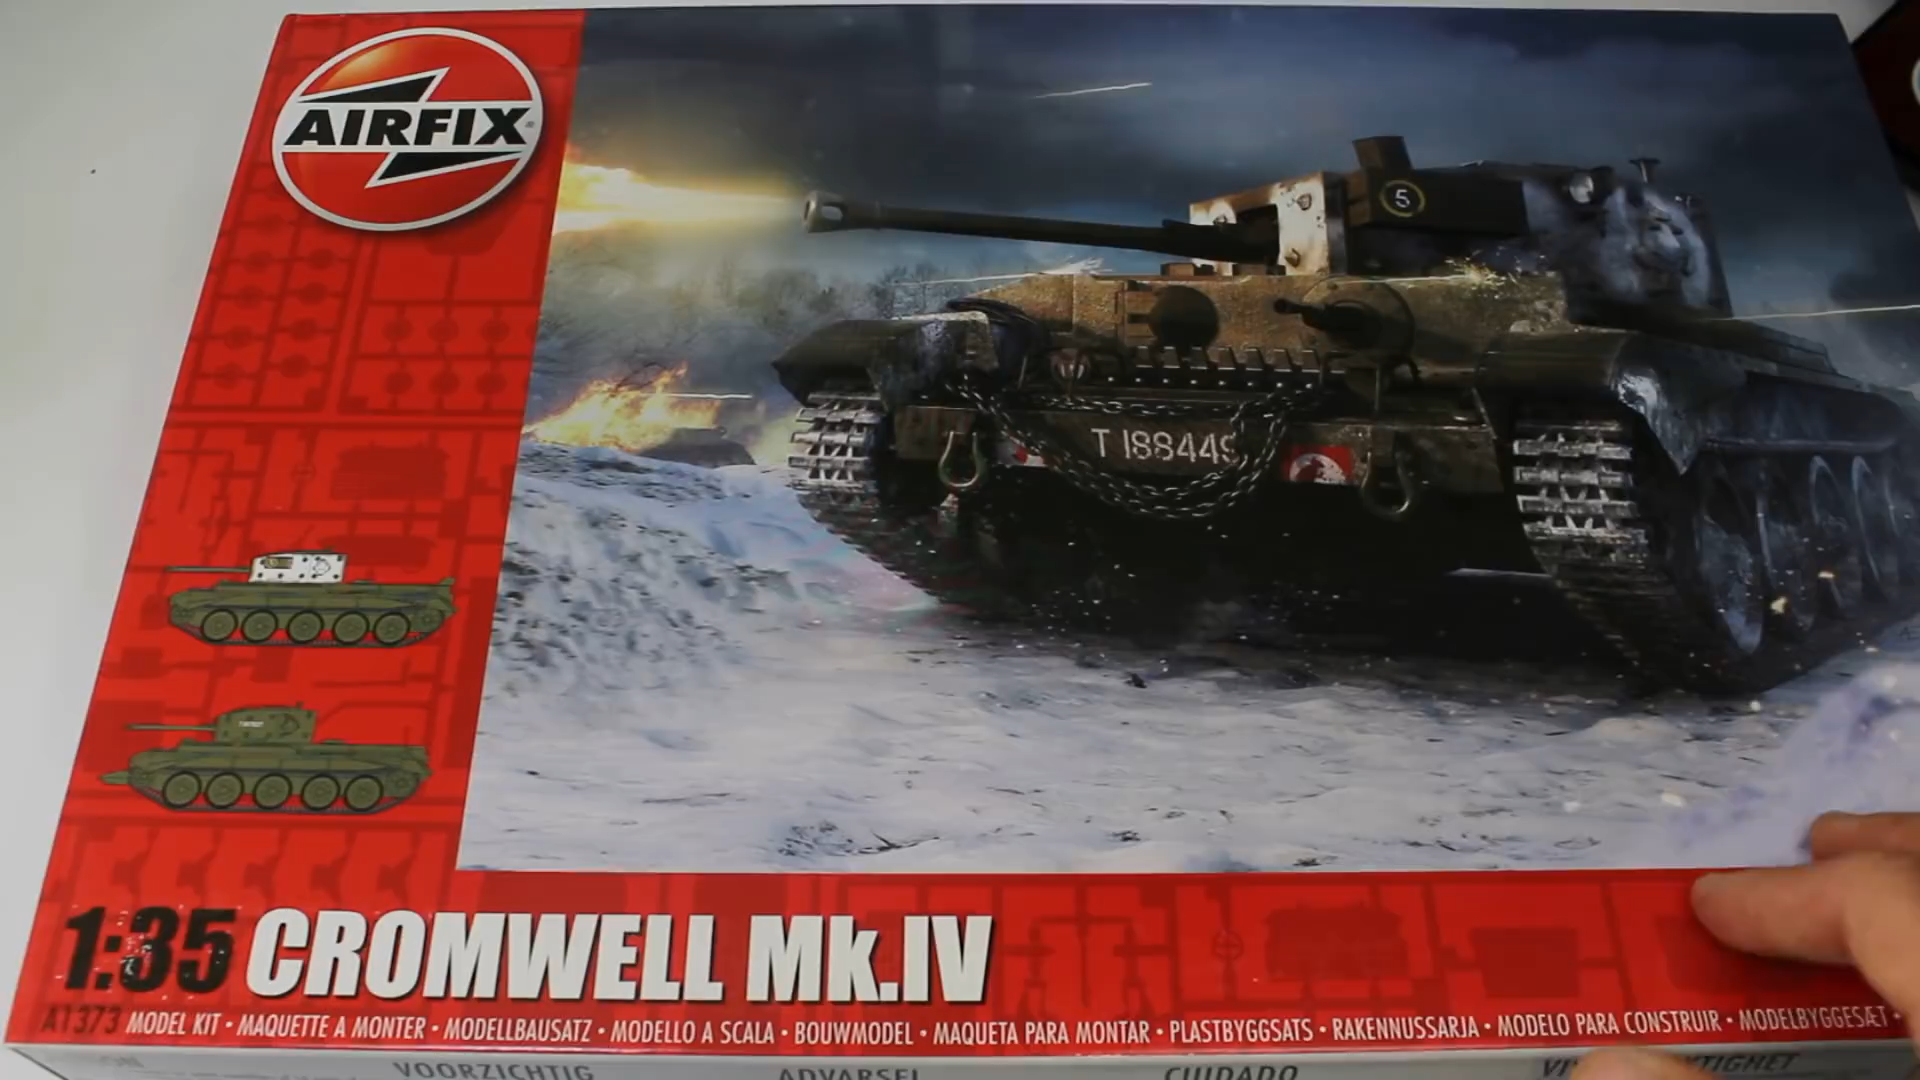 AIRFIX
5
T 188449
1:35 CROMWELL Mk.IV
A1373 MODEL KIT • MAQUETTE A MONTER • MODELLBAUSATZ • MODELLO A SCALA • BOUWMODEL • MAQUETA PARA MONTAR • PLASTBYGGSATS • RAKENNUSSARJA • MODELO PARA CONSTRUIR • MODELBYGGESÆT •
VOORZICHTIG ADVARSEL CUIDADO